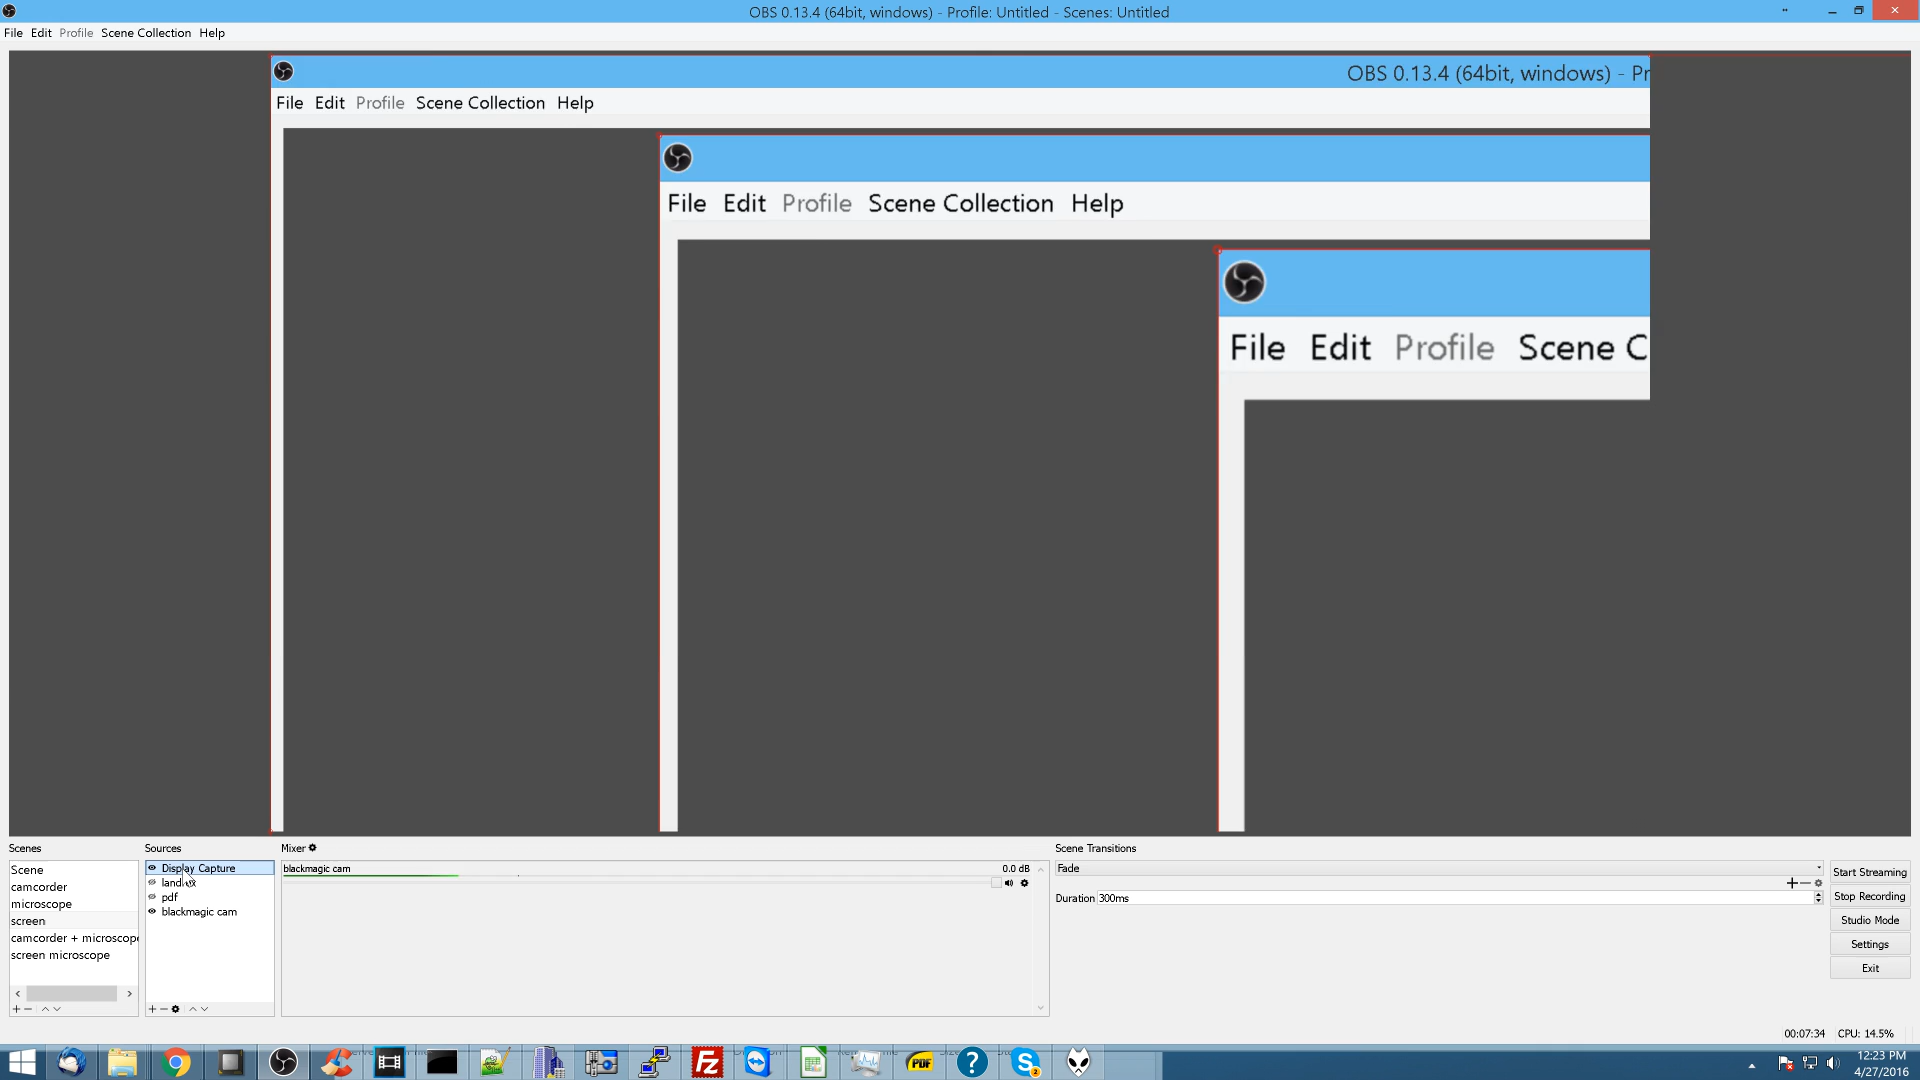 OBS 0.13.4 (64bit, windows) - Profile: Untitled - Scenes: Untitled
File Edit Profile Scene Collection Help
OBS 0.13.4 (64bit, windows) - Pr
File Edit Profile Scene Collection Help
File Edit Profile Scene Collection Help
File Edit Profile Scene C
Scenes
Scene
camcorder
microscope
screen
camcorder + microscope
screen microscope
Sources
Display Capture
pdf
blackmagic cam
Mixer
blackmagic cam
0.0 dB
Scene Transitions
Fade
Duration 300ms
Start Streaming
Stop Recording
Studio Mode
Settings
Exit
00:07:34 CPU: 14.5%
PDF
FZ
?
S 2
12:23 PM
4/27/2016